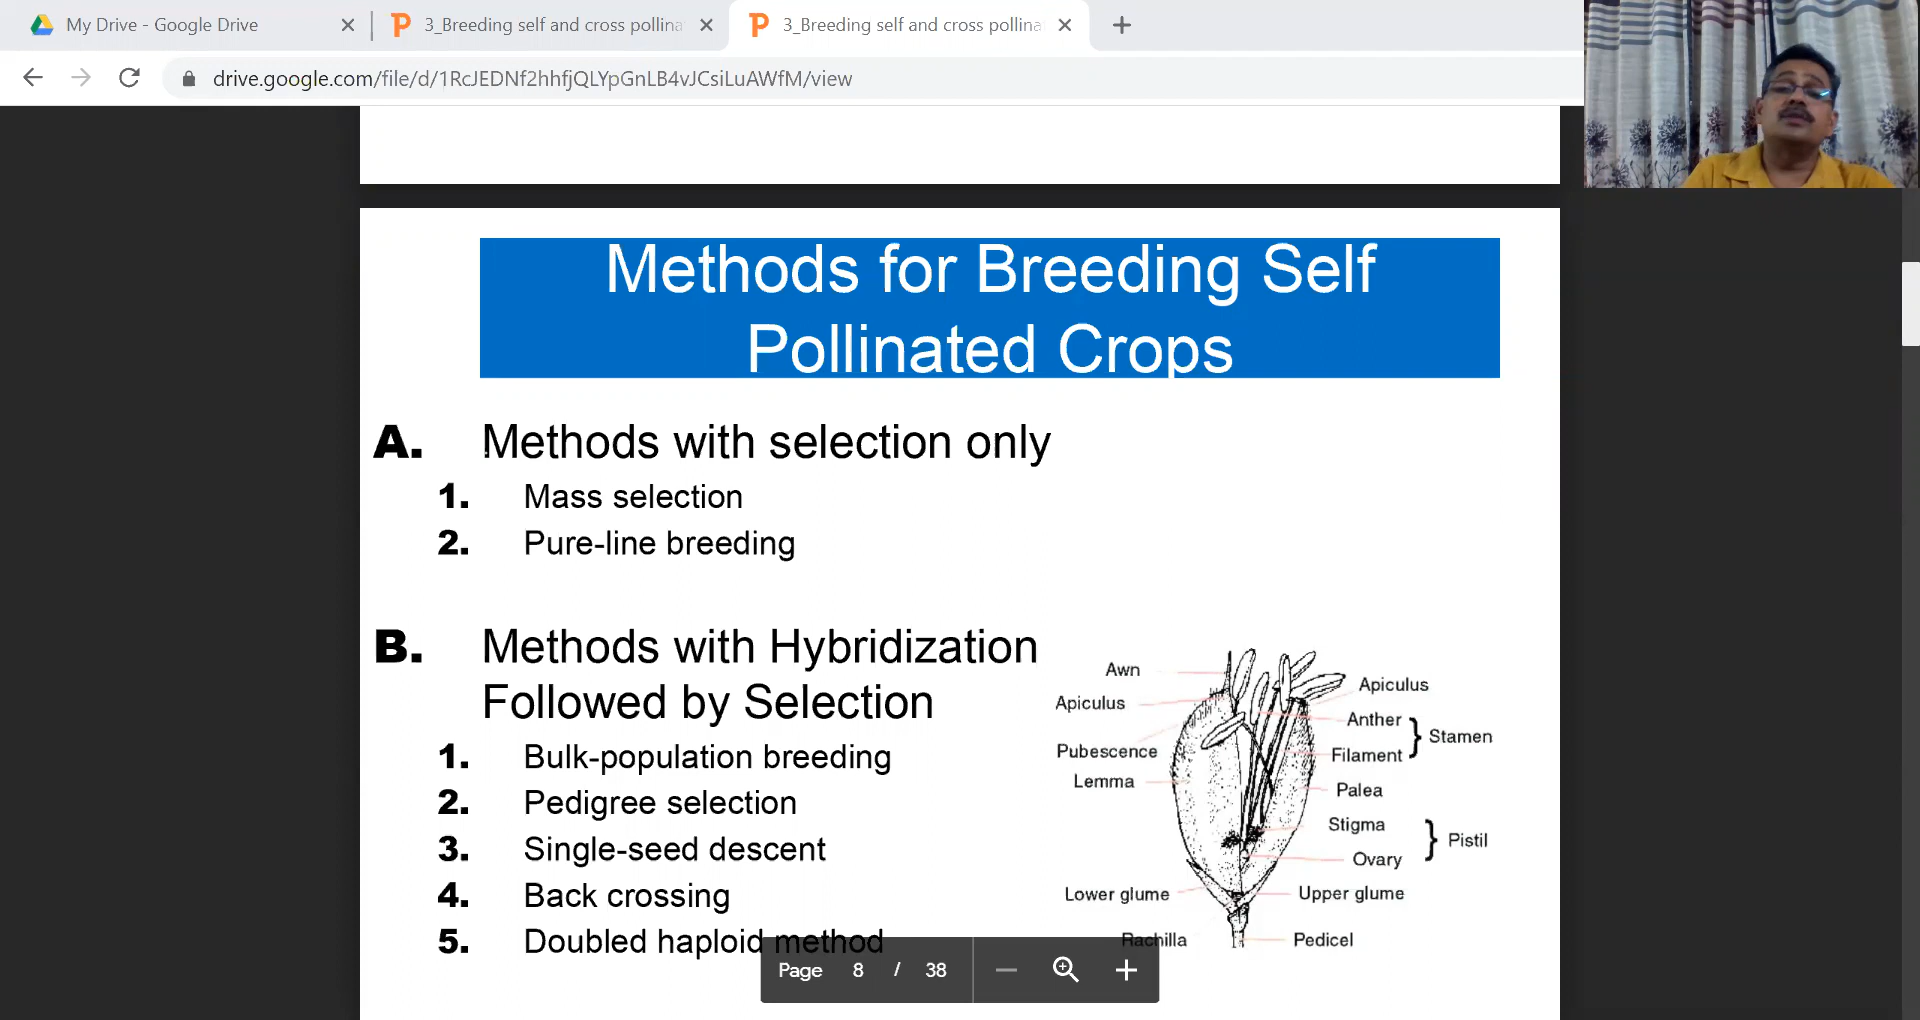 My Drive - Google Drive
3_Breeding self and cross pollina
3_Breeding self and cross pollina
drive.google.com/file/d/1RcJEDNf2hhfjQLYpGnLB4vJCsiLuAWfM/view
Methods for Breeding Self
Pollinated Crops
A. Methods with selection only
1. Mass selection
2. Pure-line breeding
B. Methods with Hybridization
Followed by Selection
1. Bulk-population breeding
2. Pedigree selection
3. Single-seed descent
4. Back crossing
5. Doubled haploid method
Awn
Apiculus
Pubescence
Lemma
Lower glume
Rachilla
Apiculus
Anther
Filament
} Stamen
Palea
Stigma
Ovary
} Pistil
Upper glume
Pedicel
Page 8 / 38